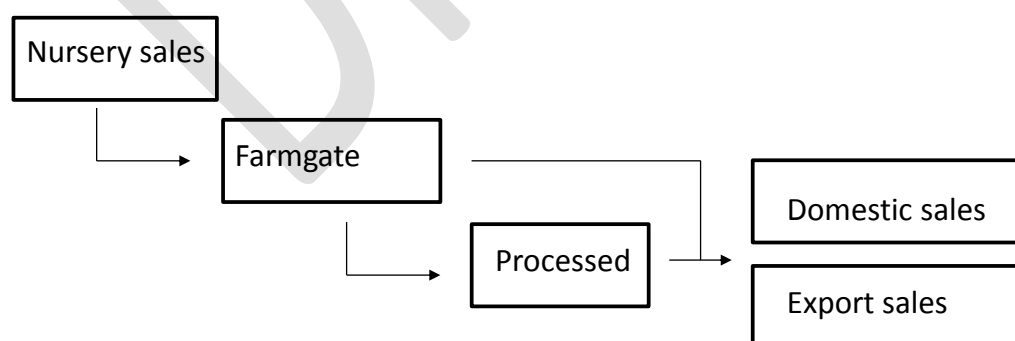 Nursery sales
Farmgate
Domestic sales
Processed
Export sales